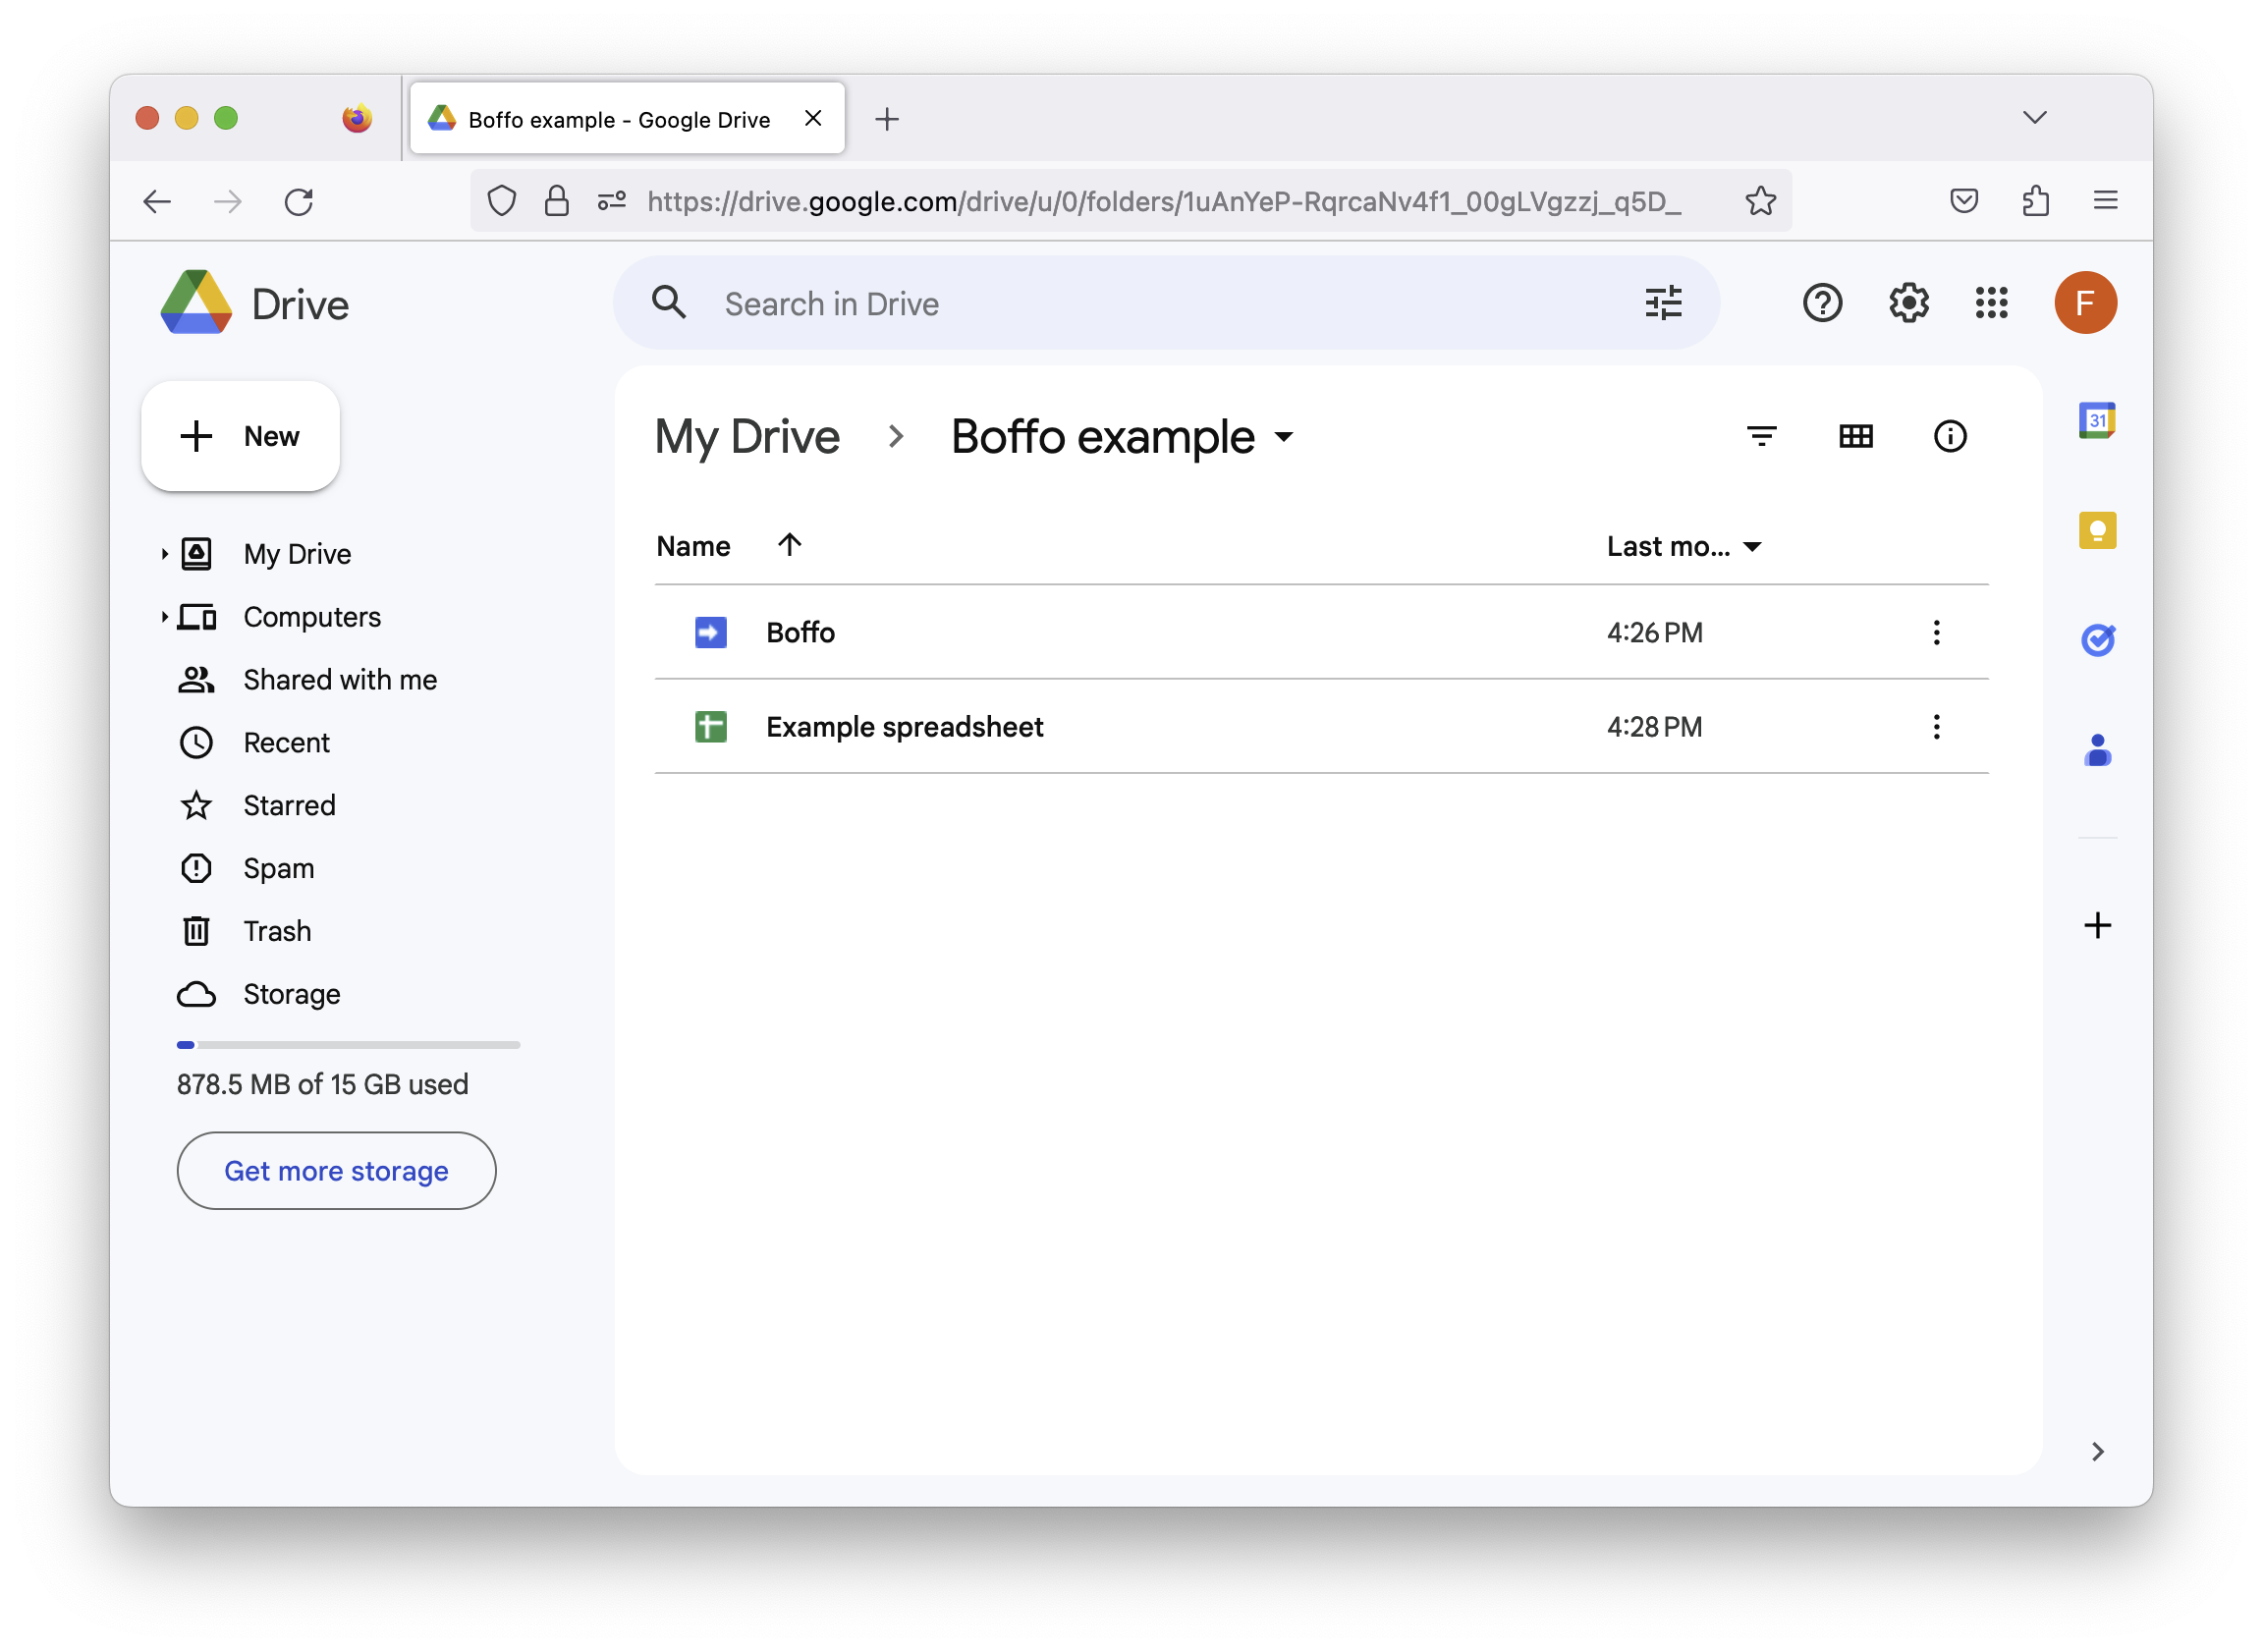 Boffo example - Google Drive
https://drive.google.com/drive/u/0/folders/1uAnYeP-RqrcaNv4f1_00gLVgzzj_q5D_
Drive
Search in Drive
F
New
My Drive
Computers
Shared with me
Recent
Starred
Spam
Trash
Storage
878.5 MB of 15 GB used
Get more storage
My Drive Boffo example
Name Last mo...
Boffo 4:26 PM
Example spreadsheet 4:28 PM
31